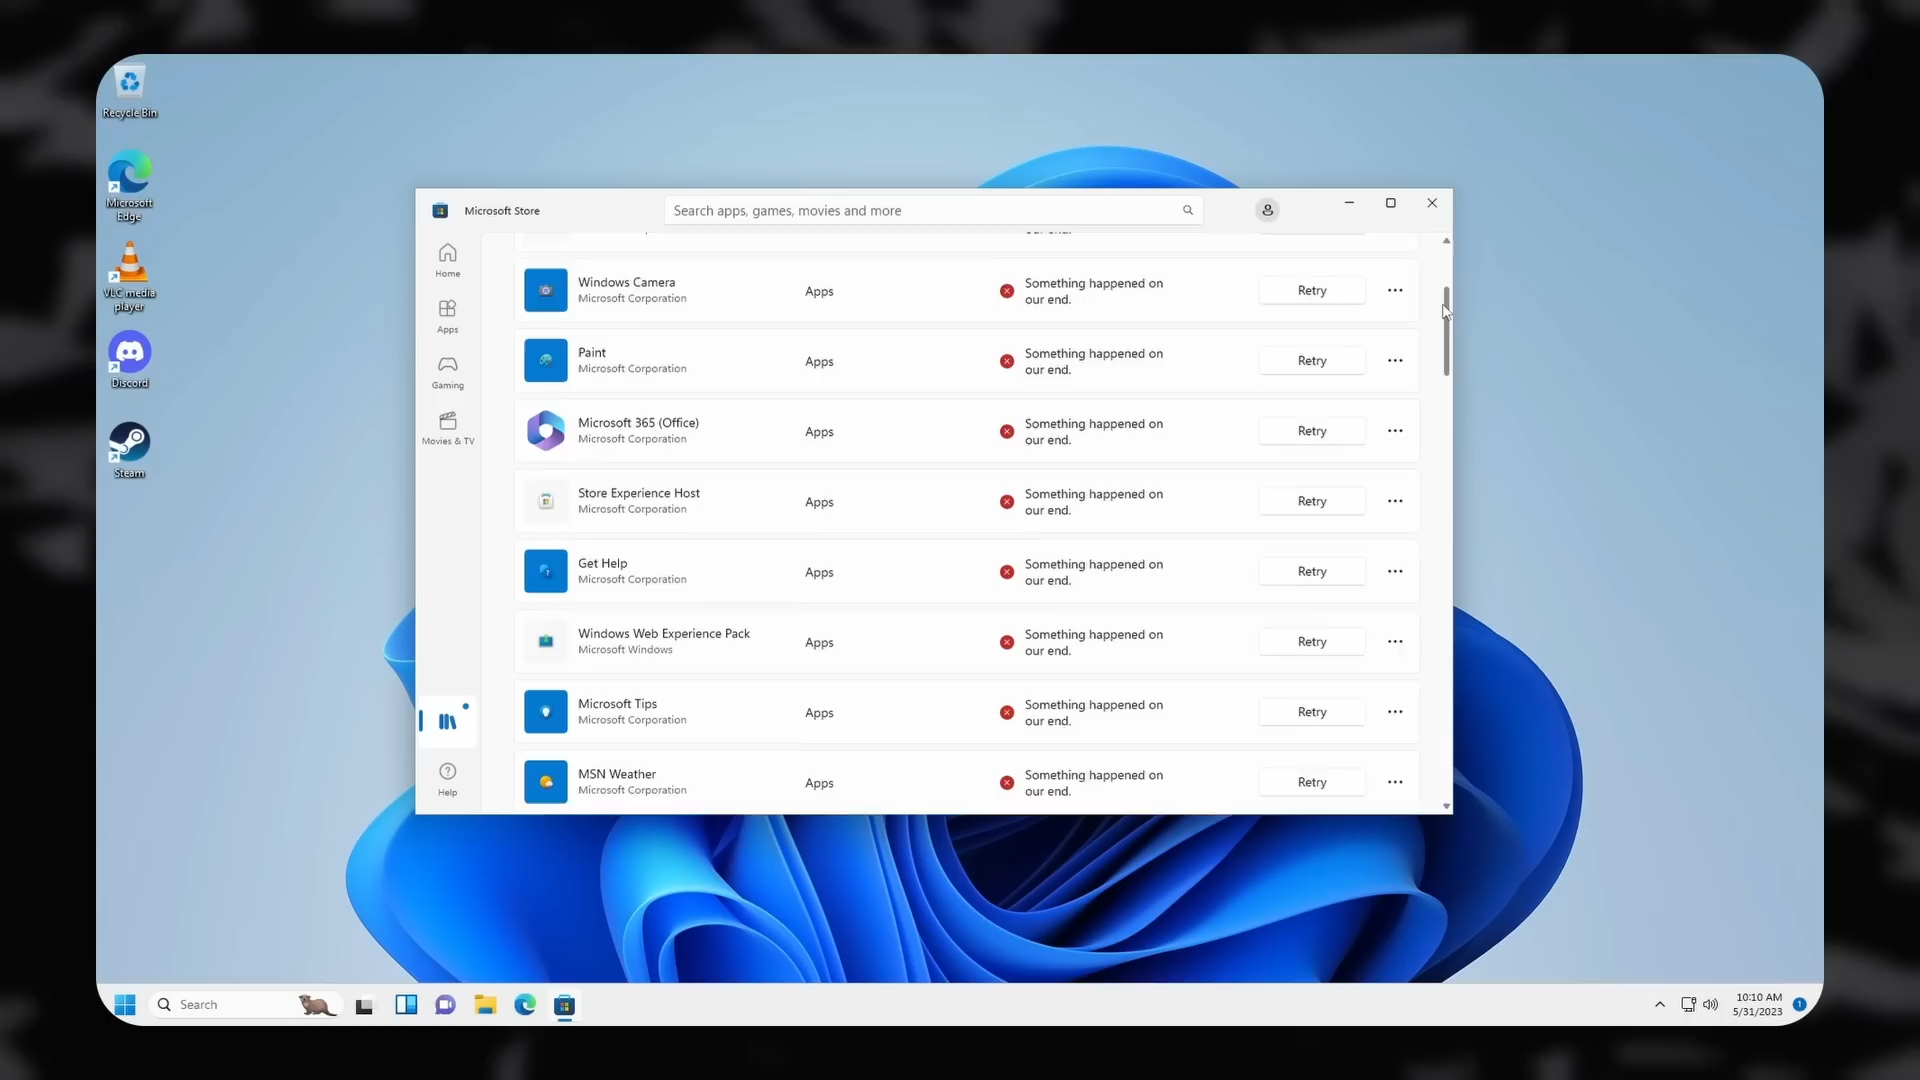 Recycle Bin
Microsoft
Edge
VLC media
player
Discord
Steam
Microsoft Store
Search apps, games, movies and more
Home
Apps
Gaming
Movies & TV
Help
Windows Camera
Microsoft Corporation
Apps
Something happened on
our end.
Retry
Paint
Microsoft Corporation
Apps
Something happened on
our end.
Retry
Microsoft 365 (Office)
Microsoft Corporation
Apps
Something happened on
our end.
Retry
Store Experience Host
Microsoft Corporation
Apps
Something happened on
our end.
Retry
Get Help
Microsoft Corporation
Apps
Something happened on
our end.
Retry
Windows Web Experience Pack
Microsoft Windows
Apps
Something happened on
our end.
Retry
Microsoft Tips
Microsoft Corporation
Apps
Something happened on
our end.
Retry
MSN Weather
Microsoft Corporation
Apps
Something happened on
our end.
Retry
Search
10:10 AM
5/31/2023
1